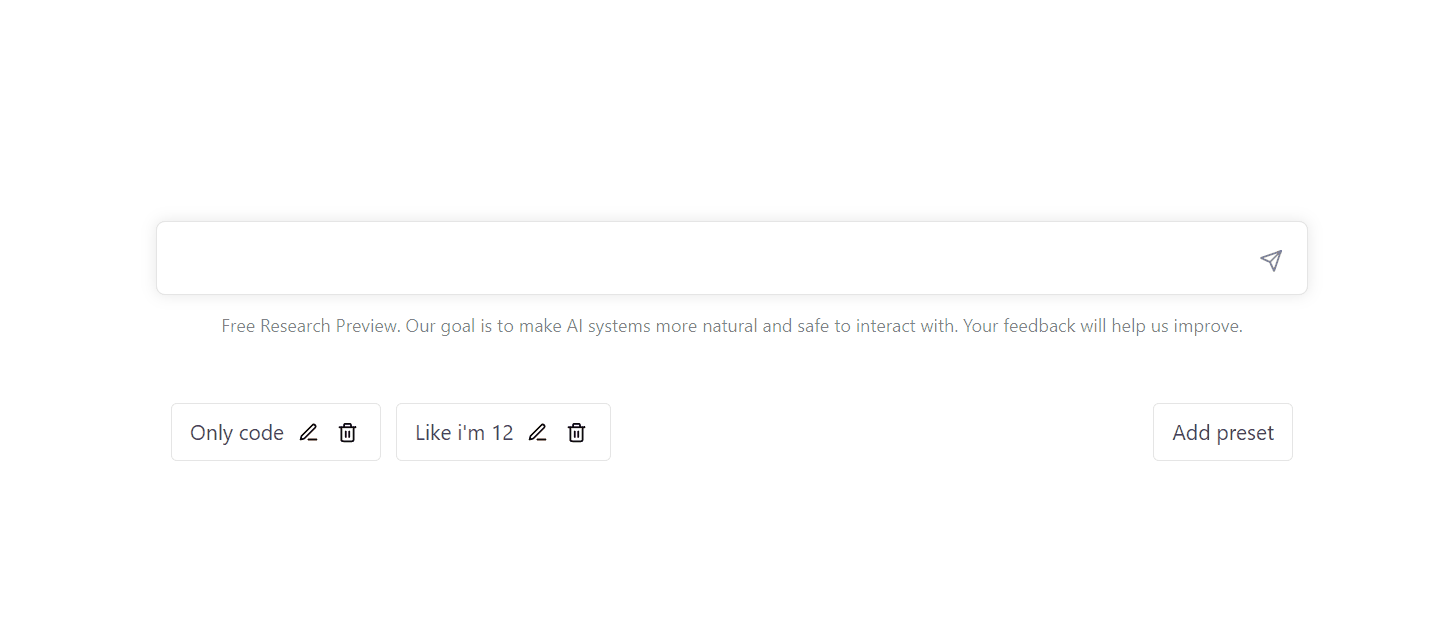 Free Research Preview. Our goal is to make AI systems more natural and safe to interact with. Your feedback will help us improve.
Only code
Like i'm 12
Add preset